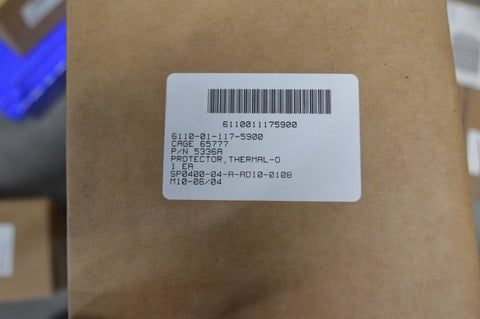 6110011175900
6110-01-117-5900
CAGE 65777
P/N 5336A
PROTECTOR,THERMAL-O
1 EA
SP0400-04-A-AD10-0108
M10-06/04